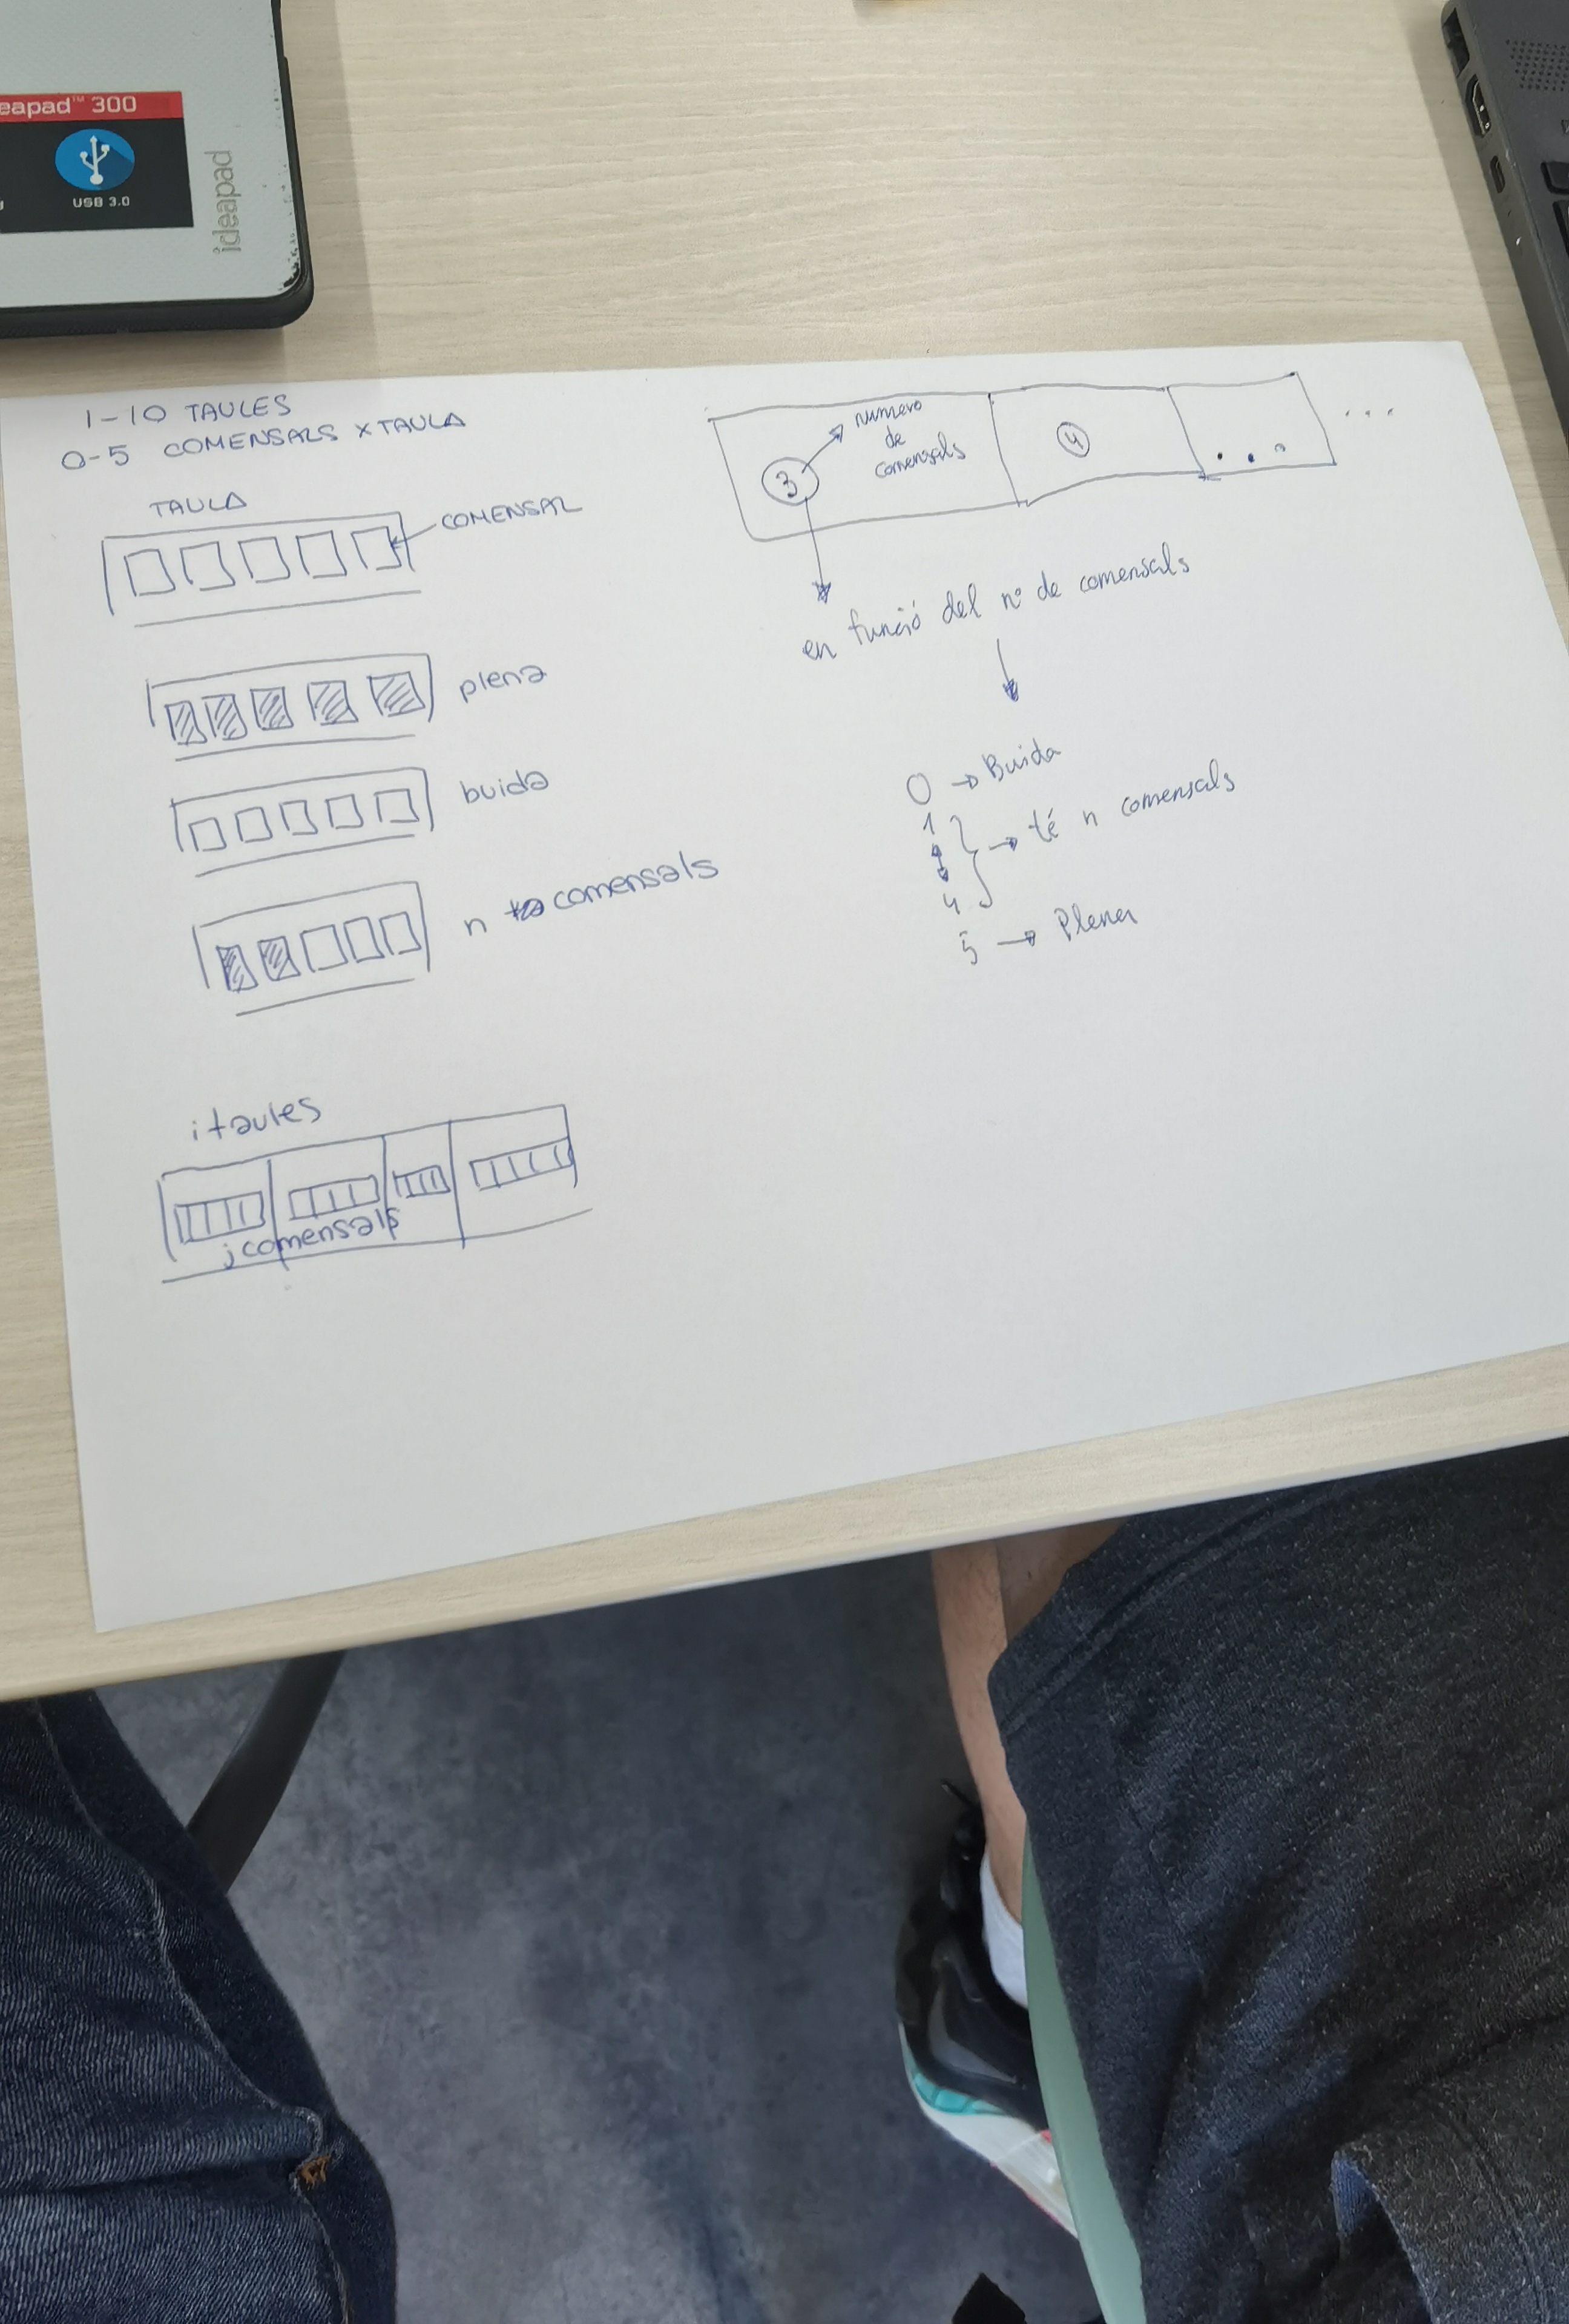 eapad™ 300
USB 3.0
ideapad
1-10 TAULES
0-5 COMENSALS x TAULA
TAULA
COMENSAL
plena
buida
n comensals
i taules
j comensals
3
numero
de
comensals
4
...
...
en funció del nº de comensals
0 → Buida
1
4
→ té n comensals
5 → Plena